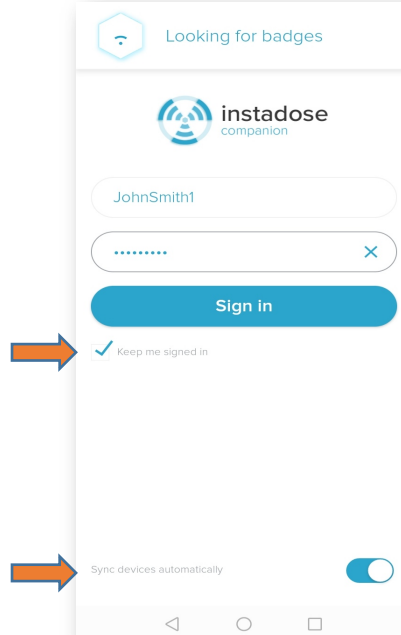 Looking for badges
instadose
companion
JohnSmith1
•••••••••
Sign in
Keep me signed in
Sync devices automatically